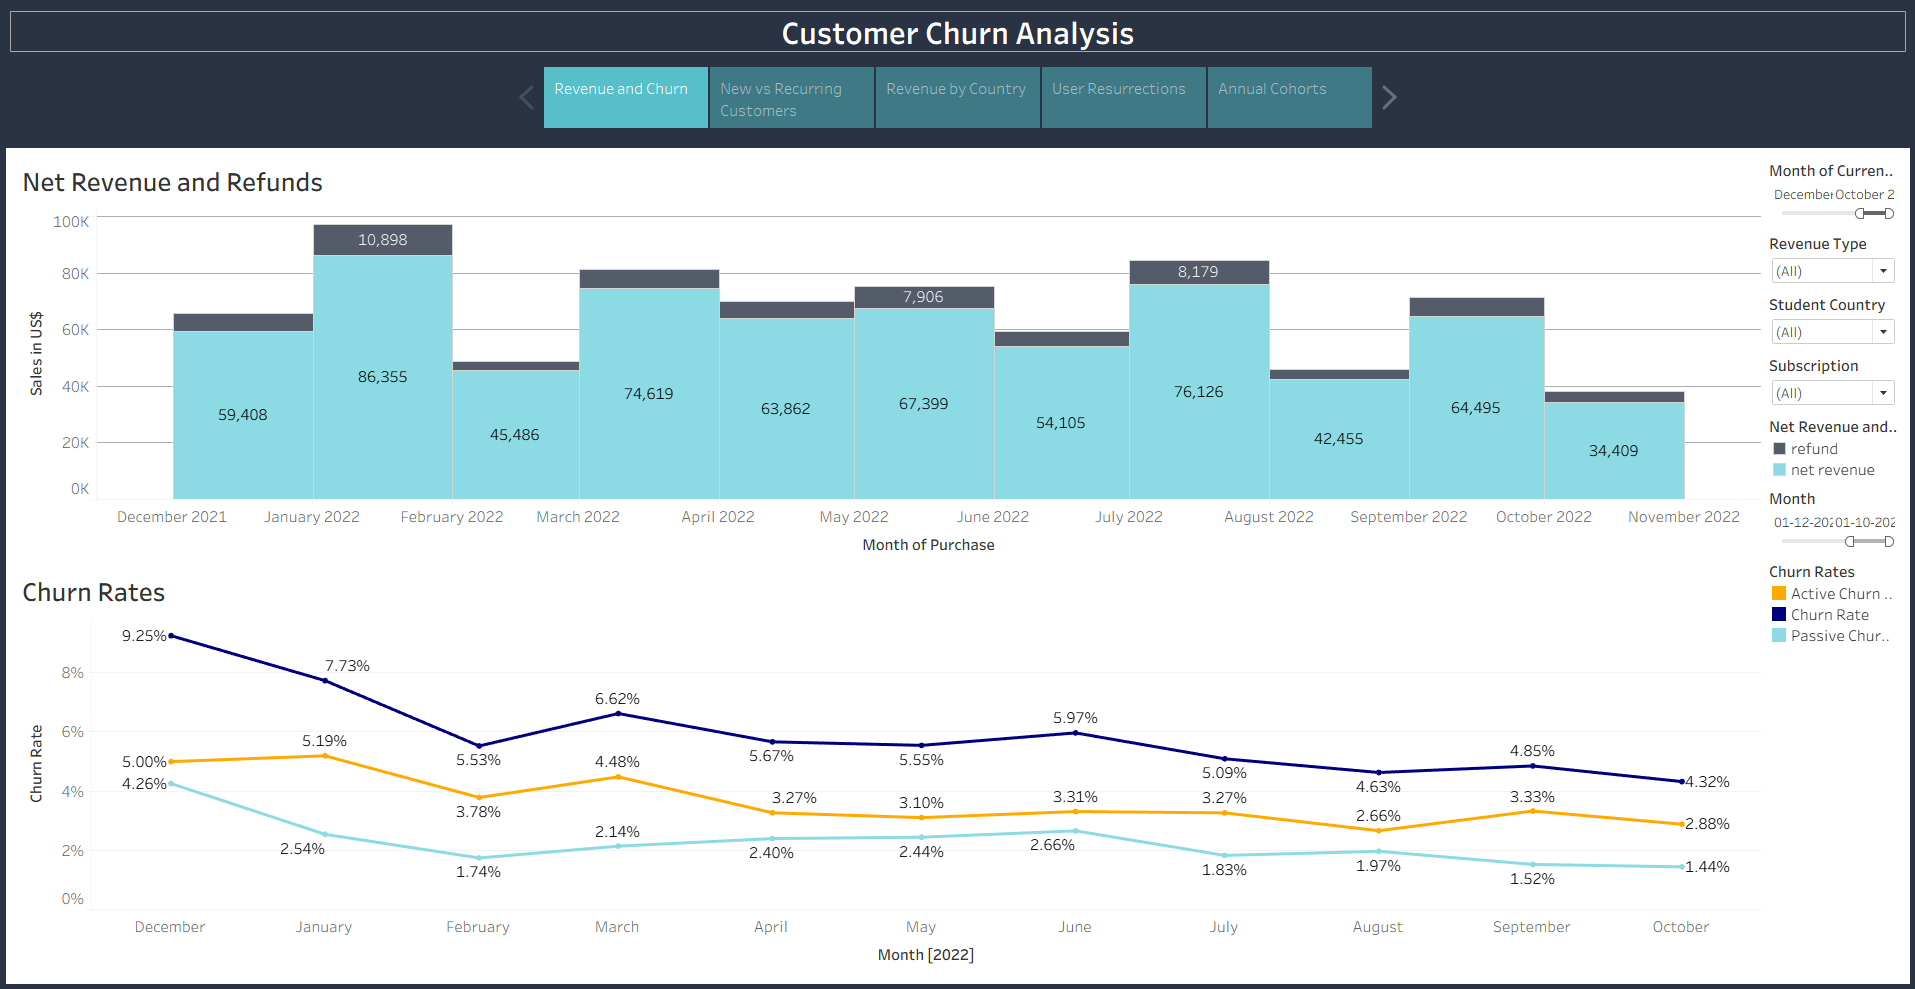 Customer Churn Analysis
Revenue and Churn
New vs Recurring
Customers
Revenue by Country
User Resurrections
Annual Cohorts
Net Revenue and Refunds
Sales in US$
100K
80K
60K
40K
20K
0K
59,408
10,898
86,355
45,486
74,619
63,862
7,906
67,399
54,105
8,179
76,126
42,455
64,495
34,409
December 2021
January 2022
February 2022
March 2022
April 2022
May 2022
June 2022
July 2022
August 2022
September 2022
October 2022
November 2022
Month of Purchase
Churn Rates
Churn Rate
8%
6%
4%
2%
0%
9.25%
7.73%
5.53%
6.62%
5.67%
5.55%
5.97%
5.09%
4.63%
4.85%
4.32%
5.00%
5.19%
3.78%
4.48%
3.27%
3.10%
3.31%
3.27%
2.66%
3.33%
2.88%
4.26%
2.54%
1.74%
2.14%
2.40%
2.44%
2.66%
1.83%
1.97%
1.52%
1.44%
December
January
February
March
April
May
June
July
August
September
October
Month [2022]
Month of Curren..
December October 2
Revenue Type
(All)
Student Country
(All)
Subscription
(All)
Net Revenue and..
refund
net revenue
Month
01-12-202 01-10-202
Churn Rates
Active Churn ..
Churn Rate
Passive Chur..